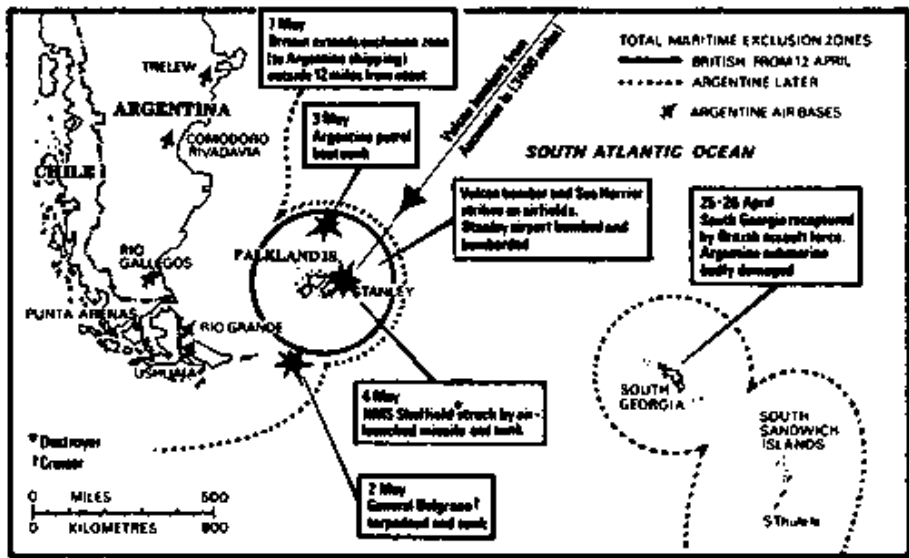 1 May
Britain extends exclusion zone
(to Argentine shipping)
outside 12 miles from coast
TOTAL MARITIME EXCLUSION ZONES
BRITISH FROM 12 APRIL
ARGENTINE LATER
ARGENTINE AIR BASES
TRELEW
ARGENTINA
COMODORO
RIVADAVIA
CHILE
3 May
Argentine patrol
boat sunk
Vulcan bombers from
Ascension Is
SOUTH ATLANTIC OCEAN
Vulcan bomber and Sea Harrier
strikes on airfields.
Stanley airport bombed and
bombarded
25-26 April
South Georgia recaptured
by British assault force.
Argentine submarine
badly damaged
RIO
GALLEGOS
FALKLAND IS.
STANLEY
PUNTA ARENAS
RIO GRANDE
USHUAIA
4 May
HMS Sheffield* struck by air-
launched missile and sunk
SOUTH
GEORGIA
SOUTH
SANDWICH
ISLANDS
S Thule Is
* Destroyer
† Cruiser
2 May
General Belgrano†
torpedoed and sunk
0 MILES 500
0 KILOMETRES 800